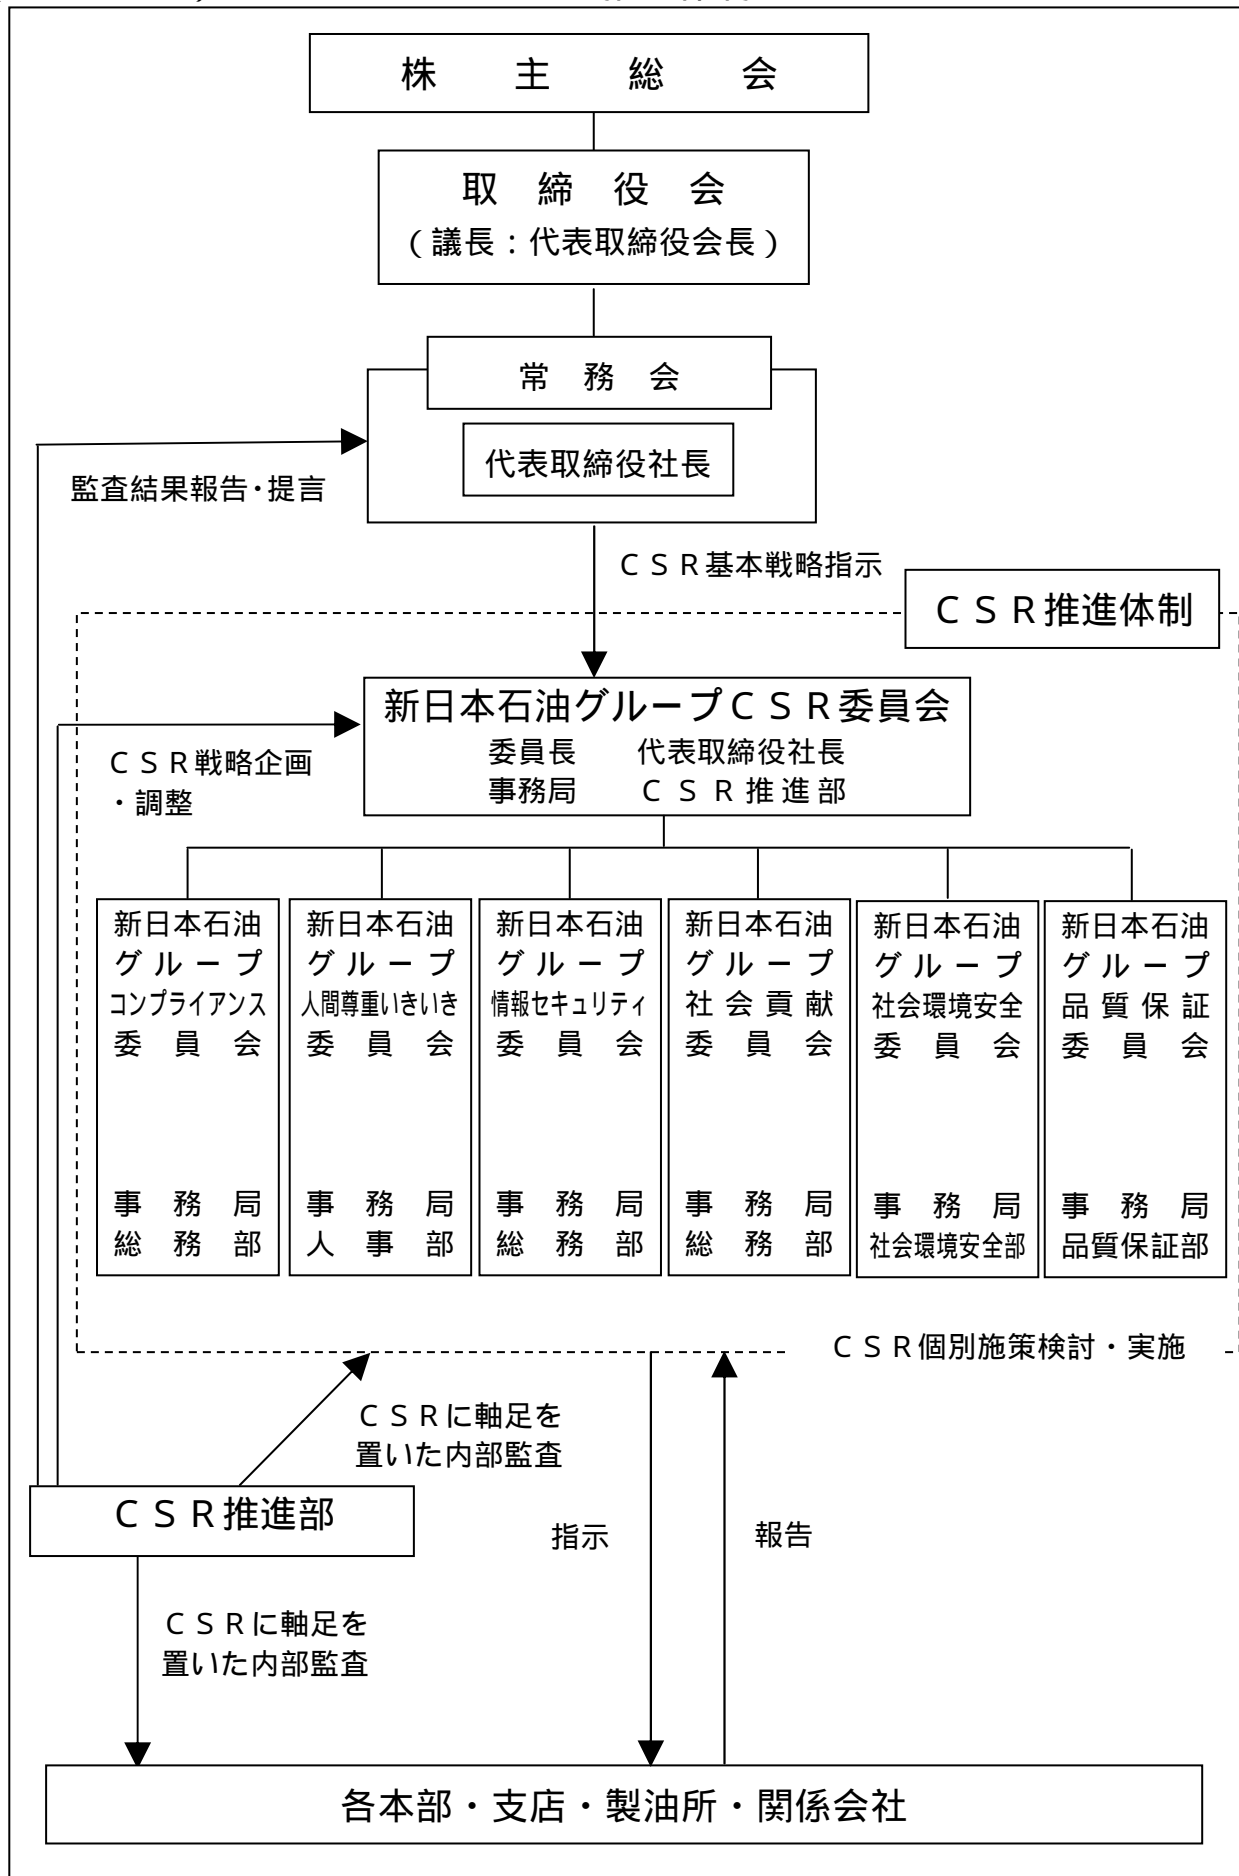 株主総会
取締役会
(議長：代表取締役会長)
常務会
代表取締役社長
監査結果報告・提言
ＣＳＲ基本戦略指示
ＣＳＲ推進体制
新日本石油グループＣＳＲ委員会
委員長 代表取締役社長
事務局 ＣＳＲ推進部
ＣＳＲ戦略企画
・調整
新日本石油
グループ
コンプライアンス
委員会
事務局
総務部
新日本石油
グループ
人間尊重いきいき
委員会
事務局
人事部
新日本石油
グループ
情報セキュリティ
委員会
事務局
総務部
新日本石油
グループ
社会貢献
委員会
事務局
総務部
新日本石油
グループ
社会環境安全
委員会
事務局
社会環境安全部
新日本石油
グループ
品質保証
委員会
事務局
品質保証部
ＣＳＲ個別施策検討・実施
ＣＳＲに軸足を
置いた内部監査
ＣＳＲ推進部
指示
報告
ＣＳＲに軸足を
置いた内部監査
各本部・支店・製油所・関係会社